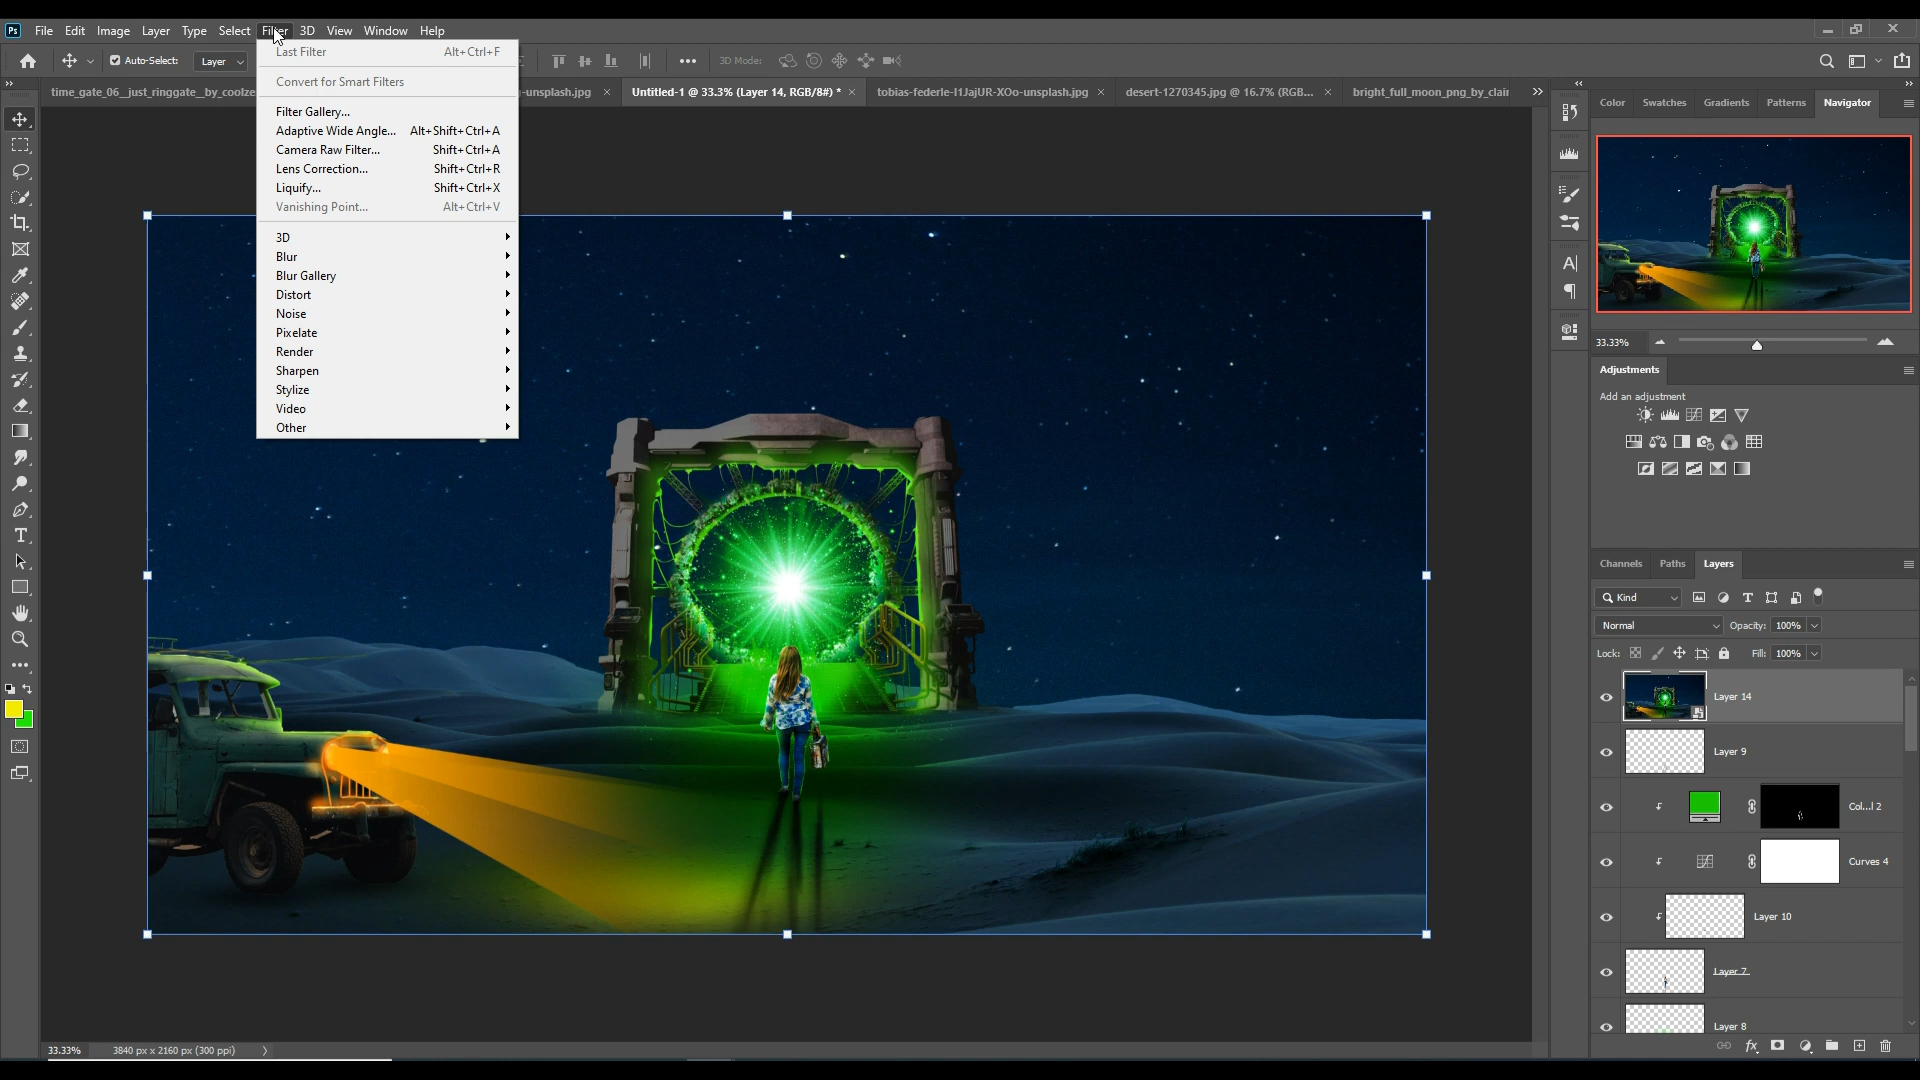 Ps File Edit Image Layer Type Select Filter 3D View Window Help
Auto-Select: Layer 3D Mode:
time_gate_06__just_ringgate__by_coolze
-unsplash.jpg
Untitled-1 @ 33.3% (Layer 14, RGB/8#) *
tobias-federle-I1JajUR-XOo-unsplash.jpg
desert-1270345.jpg @ 16.7% (RGB...
bright_full_moon_png_by_clair
Last Filter Alt+Ctrl+F
Convert for Smart Filters
Filter Gallery...
Adaptive Wide Angle... Alt+Shift+Ctrl+A
Camera Raw Filter... Shift+Ctrl+A
Lens Correction... Shift+Ctrl+R
Liquify... Shift+Ctrl+X
Vanishing Point... Alt+Ctrl+V
3D
Blur
Blur Gallery
Distort
Noise
Pixelate
Render
Sharpen
Stylize
Video
Other
Color Swatches Gradients Patterns Navigator
33.33%
Adjustments
Add an adjustment
Channels Paths Layers
Kind
Normal Opacity: 100%
Lock: Fill: 100%
Layer 14
Layer 9
Col...l 2
Curves 4
Layer 10
Layer 7
Layer 8
fx
33.33% 3840 px x 2160 px (300 ppi)